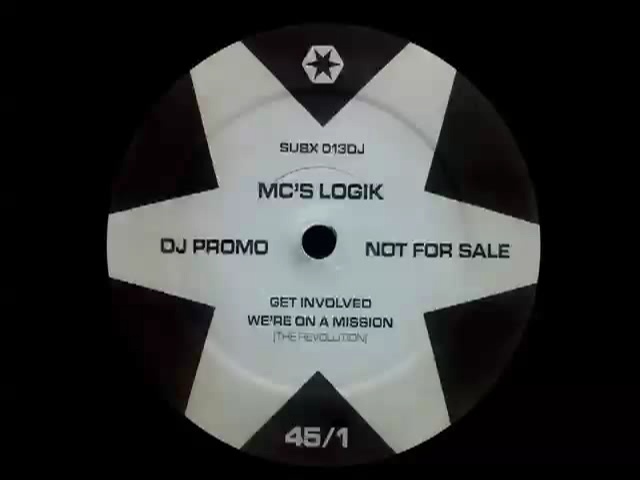 SUBX 013DJ
MC'S LOGIK
DJ PROMO NOT FOR SALE
GET INVOLVED
WE'RE ON A MISSION
(THE REVOLUTION)
45/1